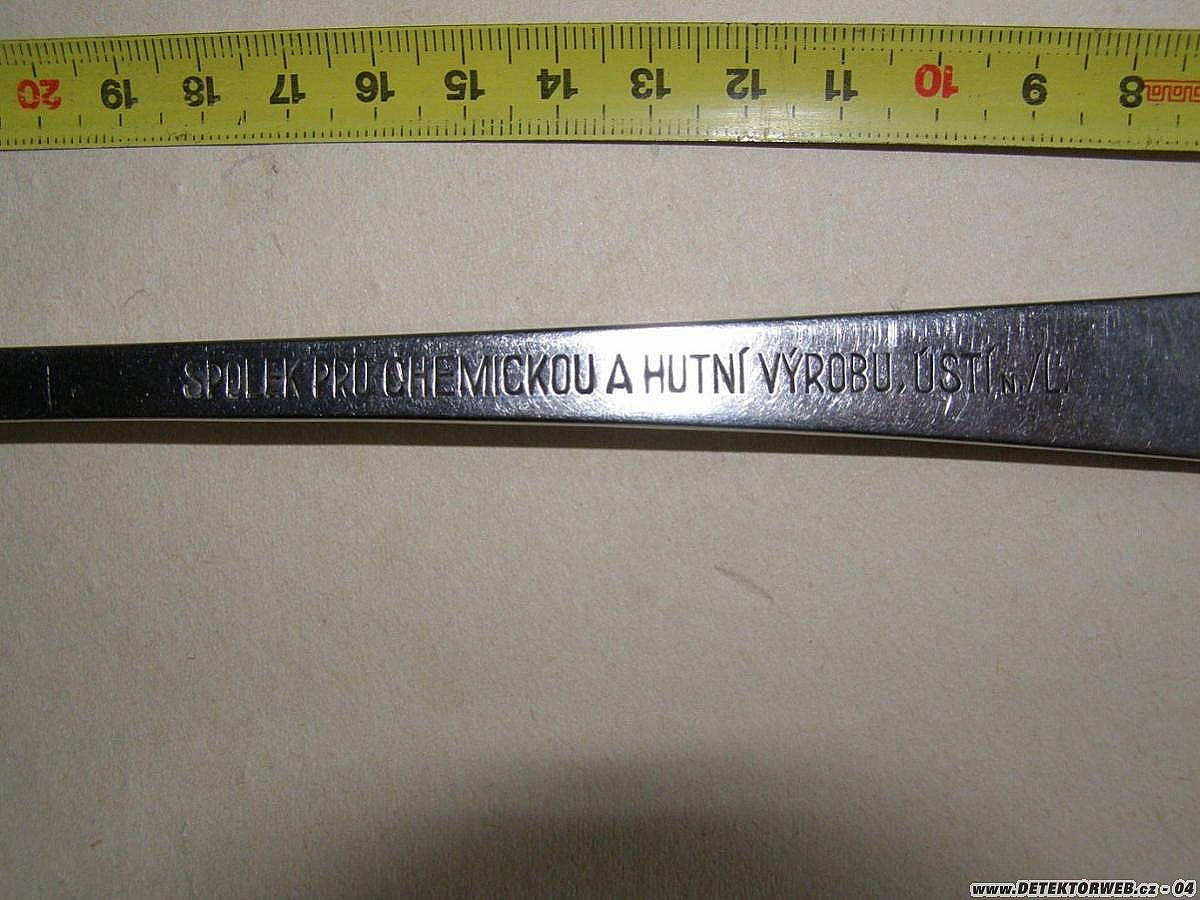 20 19 18 17 16 15 14 13 12 11 10 9 8
SPOLEK PRO CHEMICKOU A HUTNÍ VÝROBU, ÚSTÍ N./L.
www.DETEKTORWEB.cz - 04